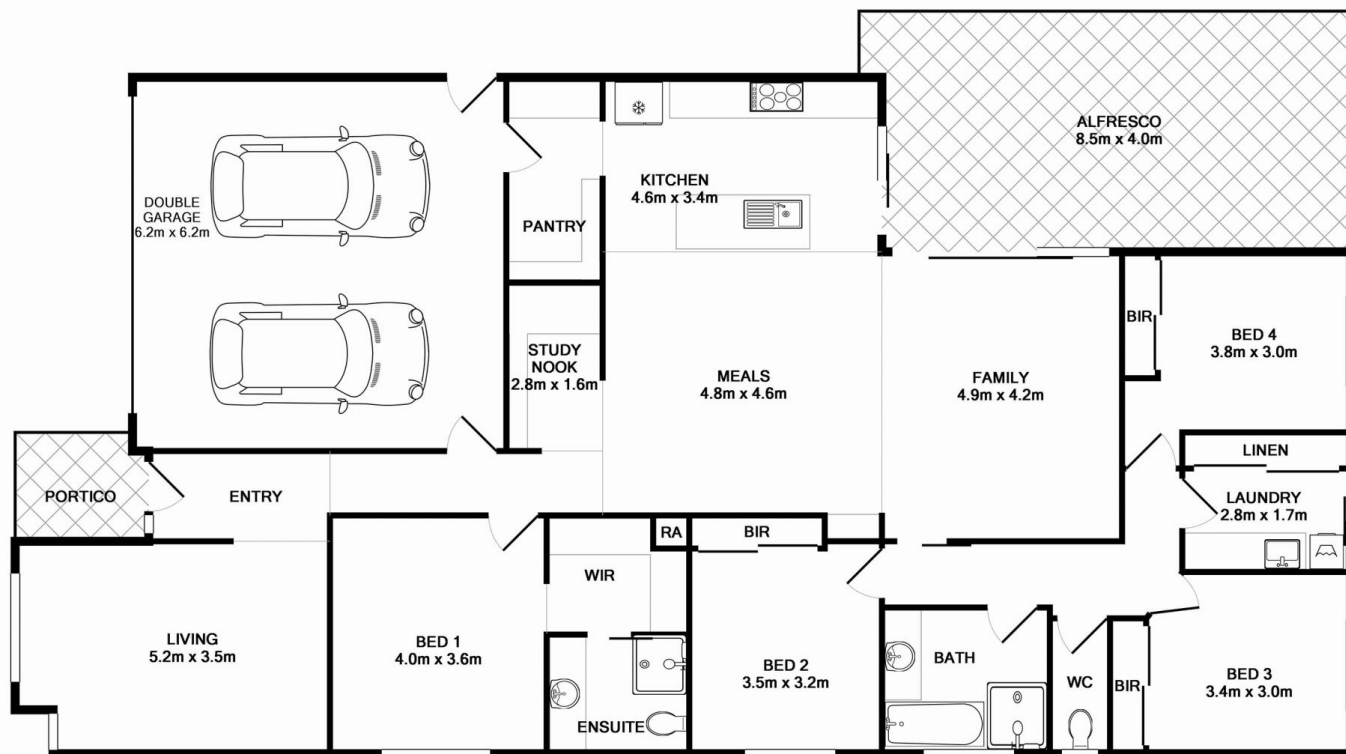 ALFRESCO
8.5m x 4.0m
KITCHEN
4.6m x 3.4m
DOUBLE
GARAGE
6.2m x 6.2m
PANTRY
STUDY
NOOK
2.8m x 1.6m
MEALS
4.8m x 4.6m
FAMILY
4.9m x 4.2m
BIR
BED 4
3.8m x 3.0m
LINEN
LAUNDRY
2.8m x 1.7m
PORTICO
ENTRY
RA
BIR
WIR
LIVING
5.2m x 3.5m
BED 1
4.0m x 3.6m
ENSUITE
BED 2
3.5m x 3.2m
BATH
WC
BIR
BED 3
3.4m x 3.0m